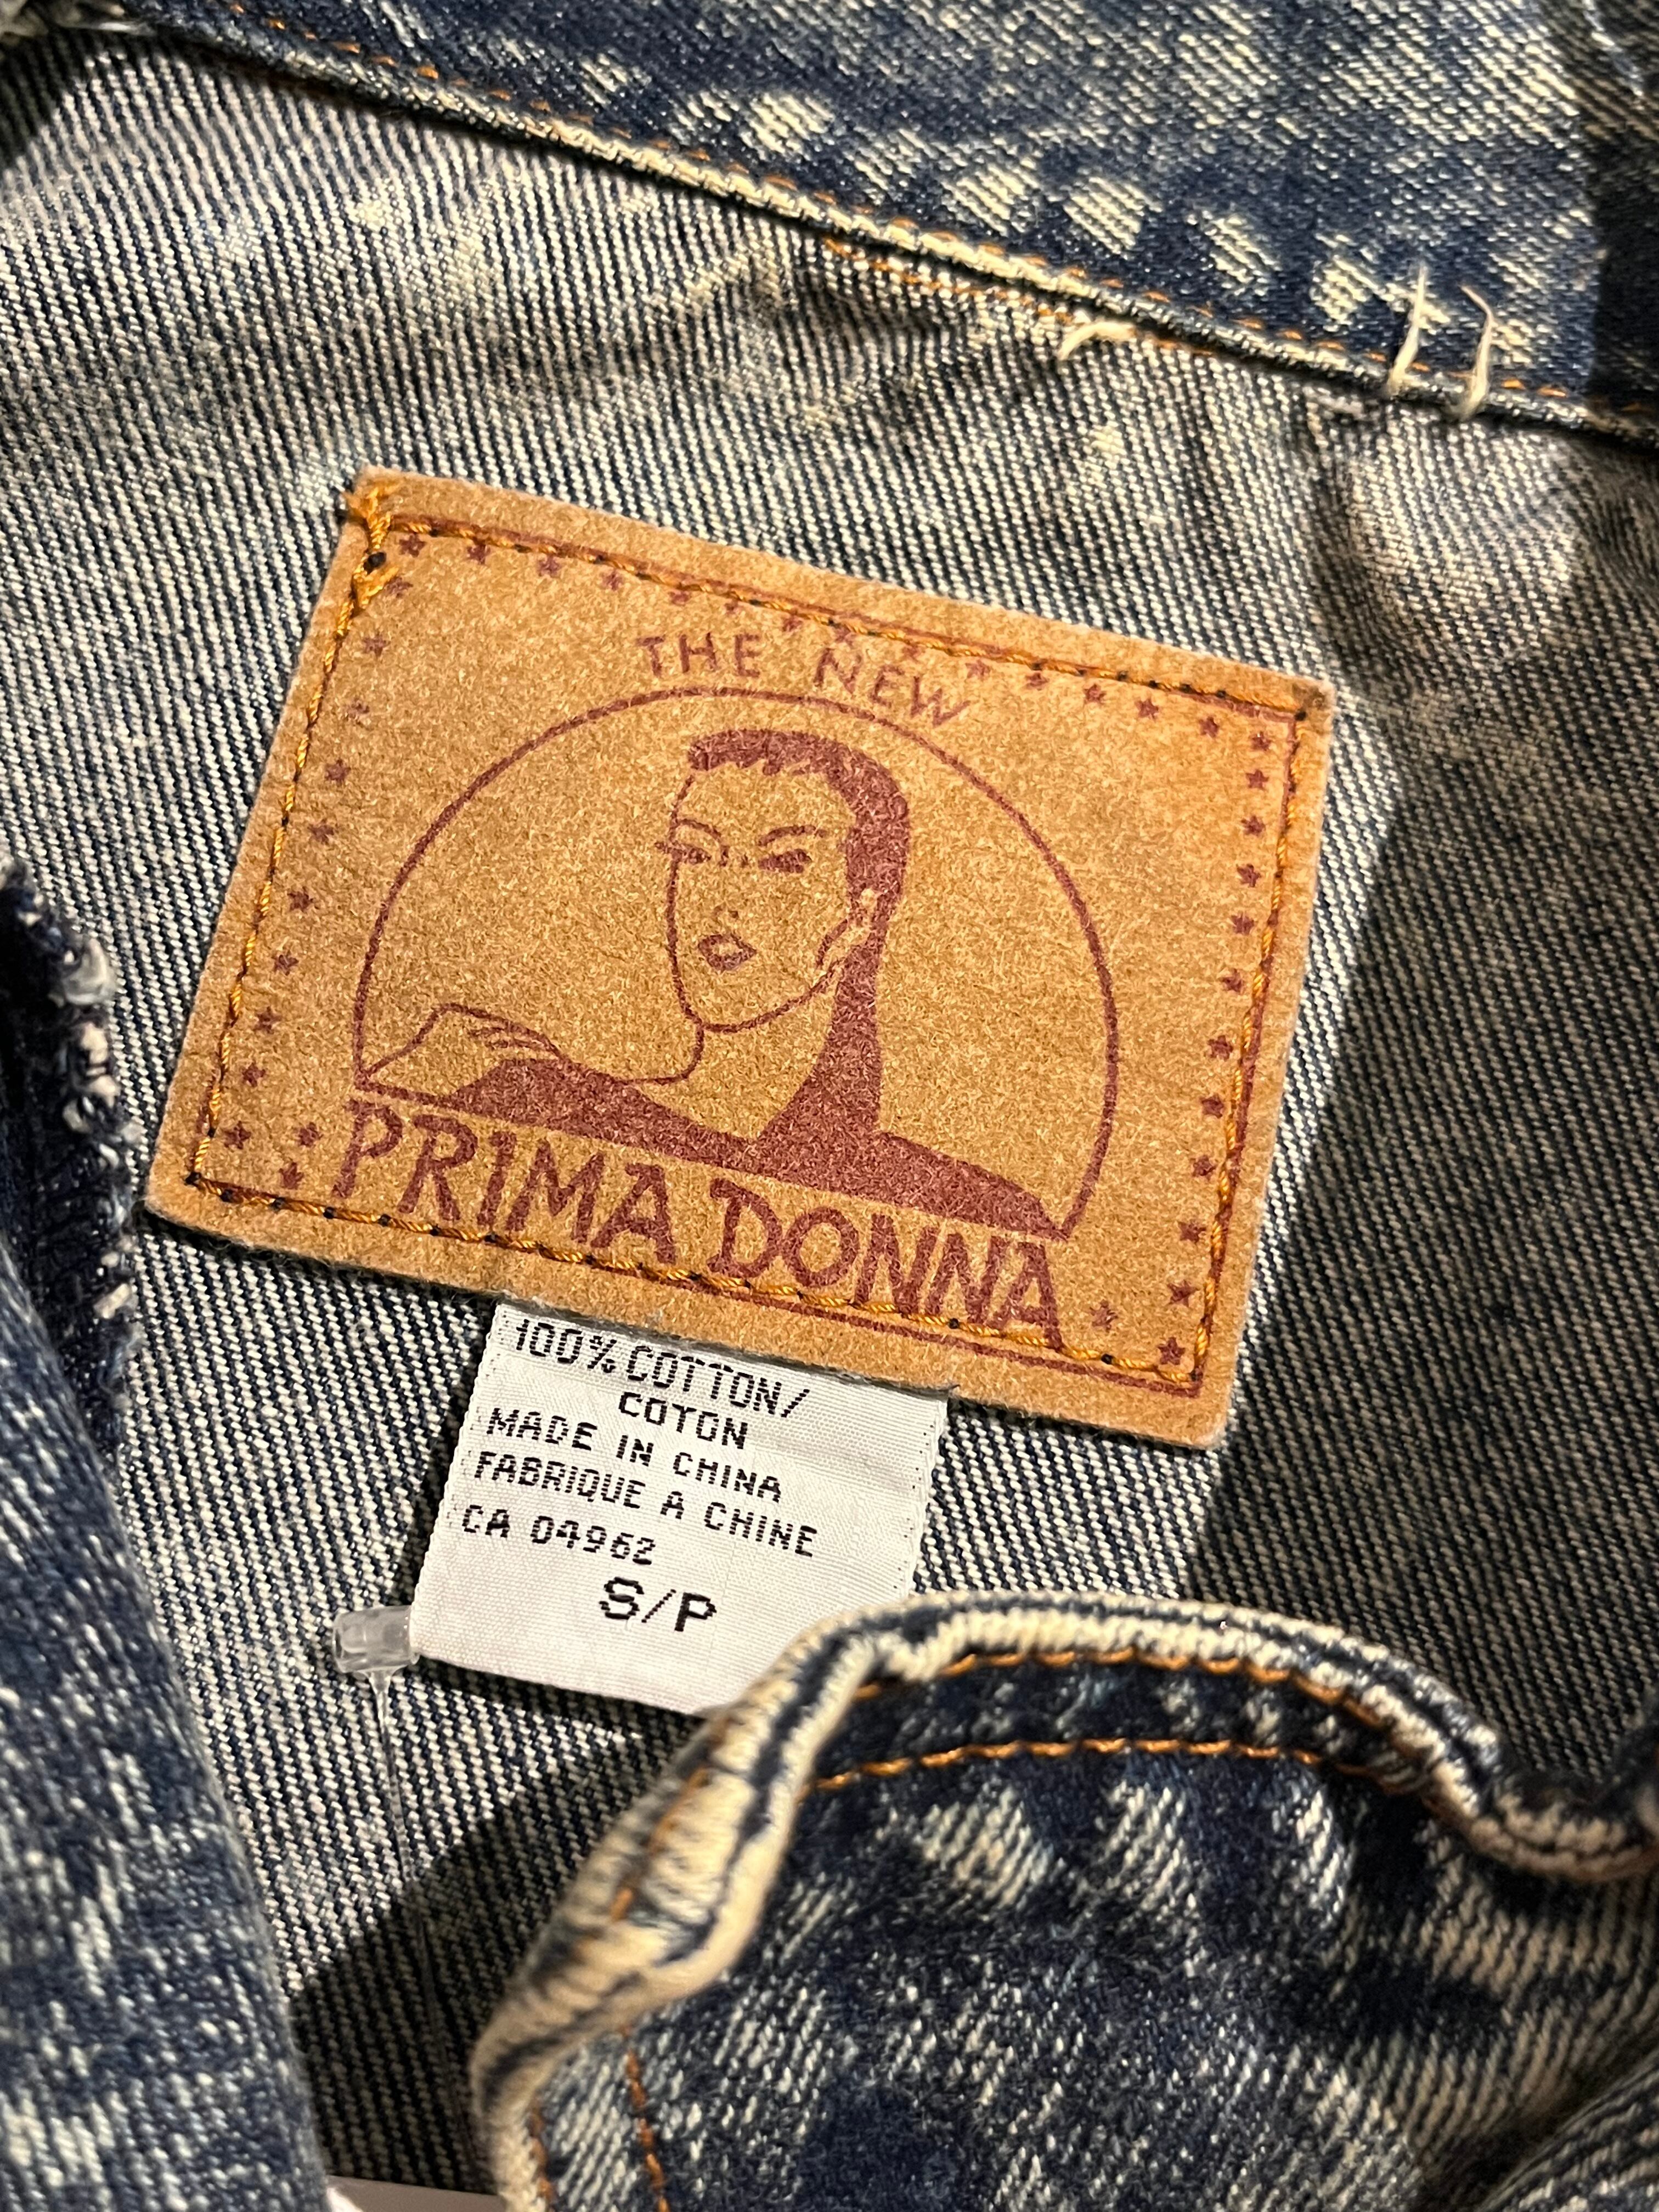 THE NEW
PRIMA DONNA
100% COTTON/
COTON
MADE IN CHINA
FABRIQUE A CHINE
CA 04962
S/P